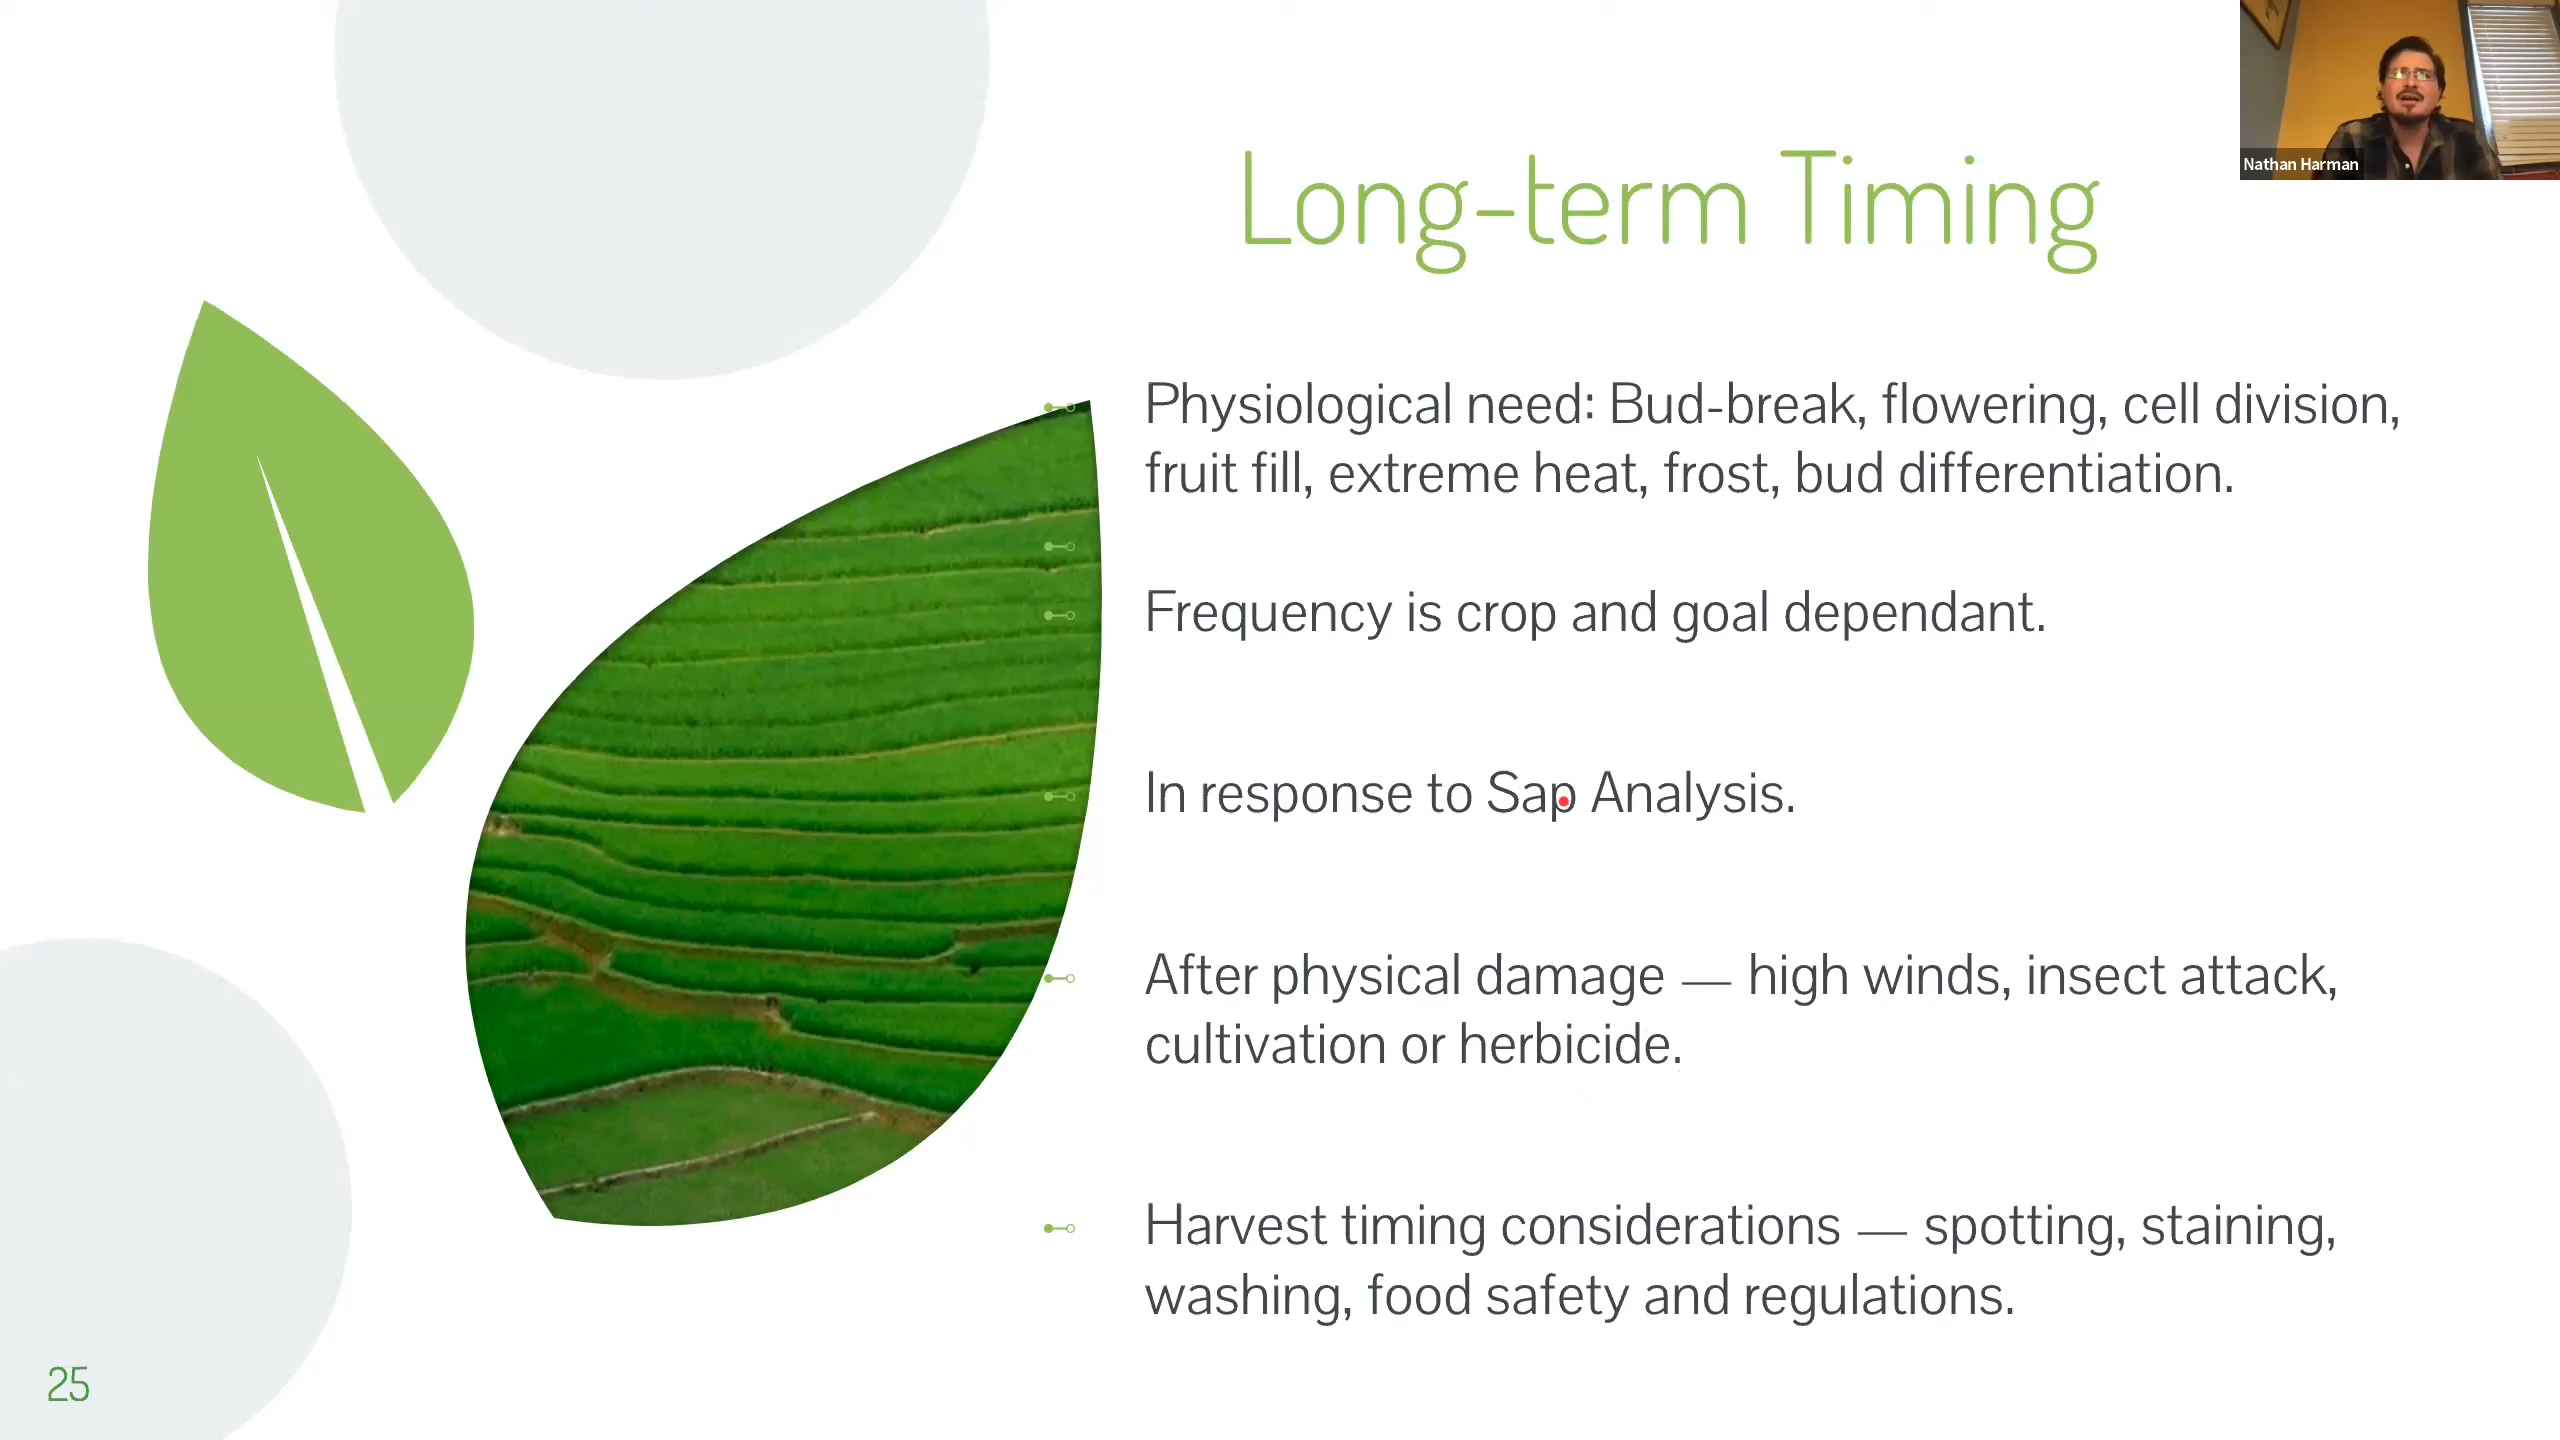 Nathan Harman
Long-term Timing
Physiological need: Bud-break, flowering, cell division,
fruit fill, extreme heat, frost, bud differentiation.
Frequency is crop and goal dependant.
In response to Sap Analysis.
After physical damage — high winds, insect attack,
cultivation or herbicide.
Harvest timing considerations — spotting, staining,
washing, food safety and regulations.
25